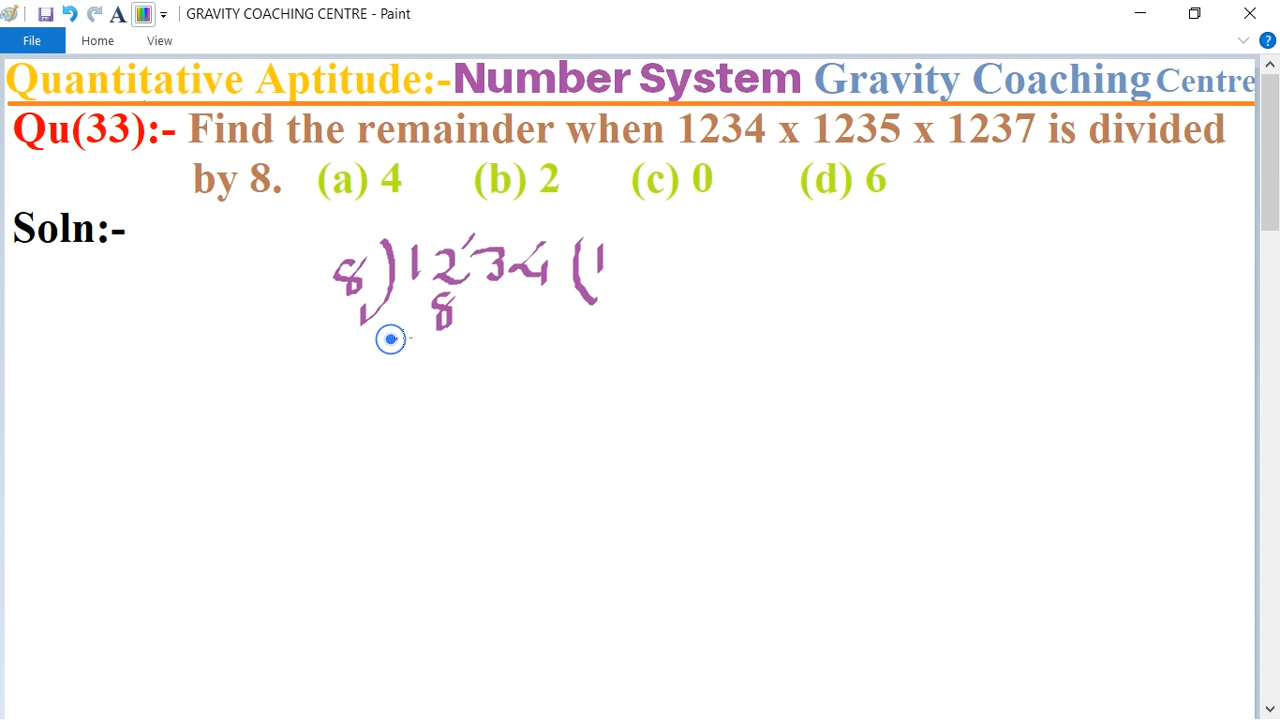 GRAVITY COACHING CENTRE - Paint
File Home View
Quantitative Aptitude:-Number System Gravity Coaching Centre
Qu(33):- Find the remainder when 1234 x 1235 x 1237 is divided
by 8. (a) 4 (b) 2 (c) 0 (d) 6
Soln:-
8)1234(1
8